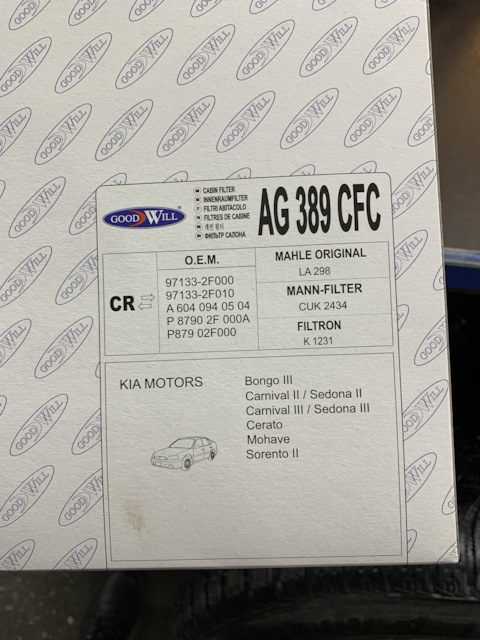 GOOD WILL
CABIN FILTER
INNENRAUMFILTER
FILTRI ABITACOLO
FILTRES DE CABINE
ФИЛЬТР САЛОНА
AG 389 CFC
GOOD WILL®
CR
O.E.M.
97133-2F000
97133-2F010
A 604 094 05 04
P 8790 2F 000A
P879 02F000
MAHLE ORIGINAL
LA 298
MANN-FILTER
CUK 2434
FILTRON
K 1231
KIA MOTORS
Bongo III
Carnival II / Sedona II
Carnival III / Sedona III
Cerato
Mohave
Sorento II